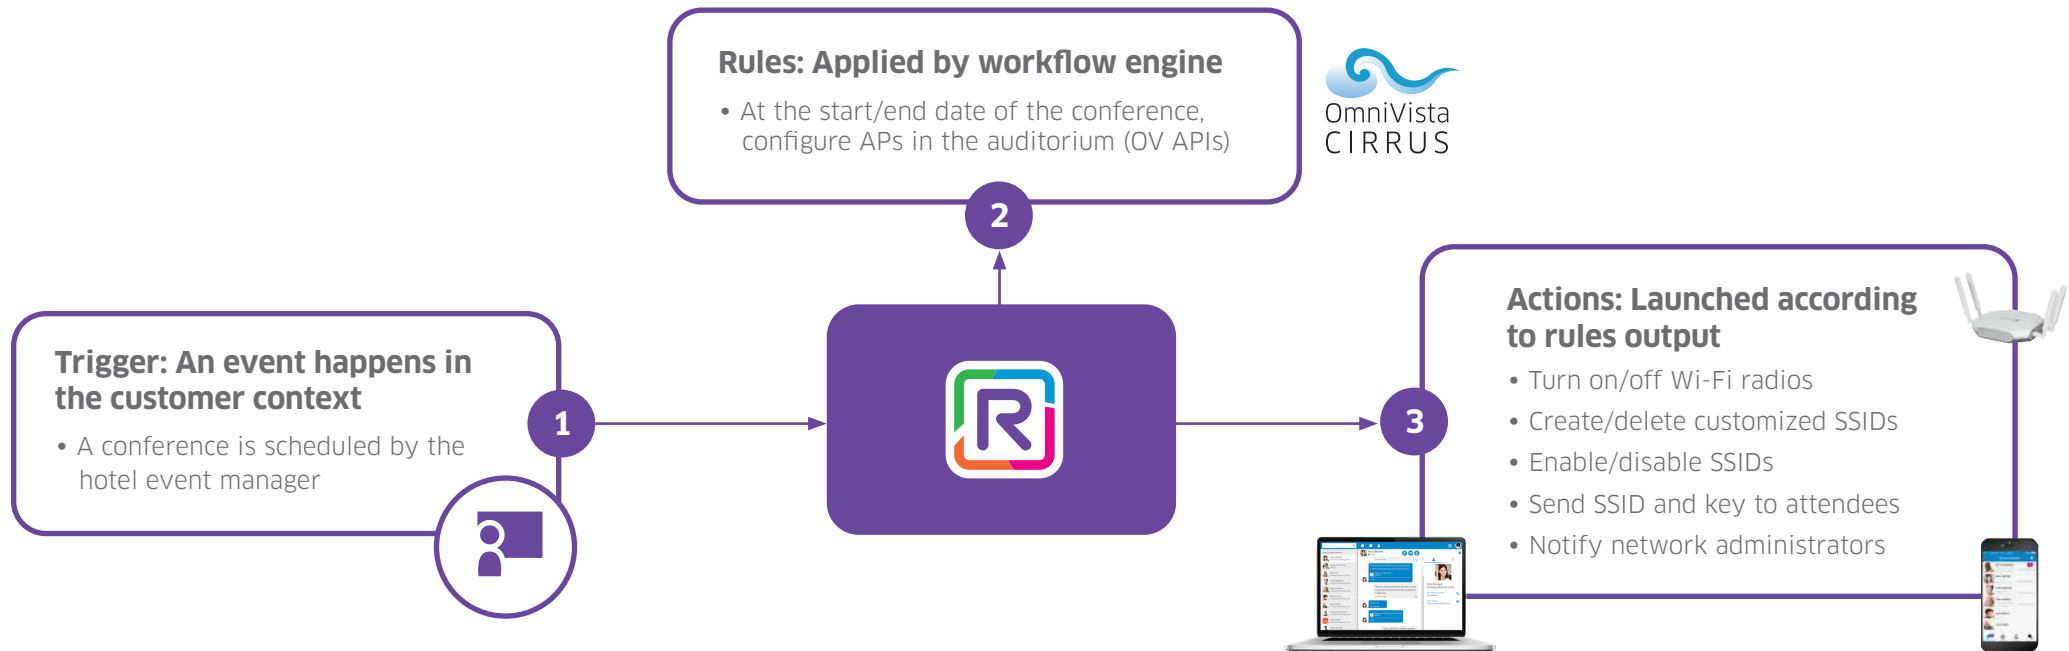 Rules: Applied by workflow engine
• At the start/end date of the conference,
configure APs in the auditorium (OV APIs)
OmniVista
CIRRUS
2
Trigger: An event happens in
the customer context
• A conference is scheduled by the
hotel event manager
1
R
3
Actions: Launched according
to rules output
• Turn on/off Wi-Fi radios
• Create/delete customized SSIDs
• Enable/disable SSIDs
• Send SSID and key to attendees
• Notify network administrators